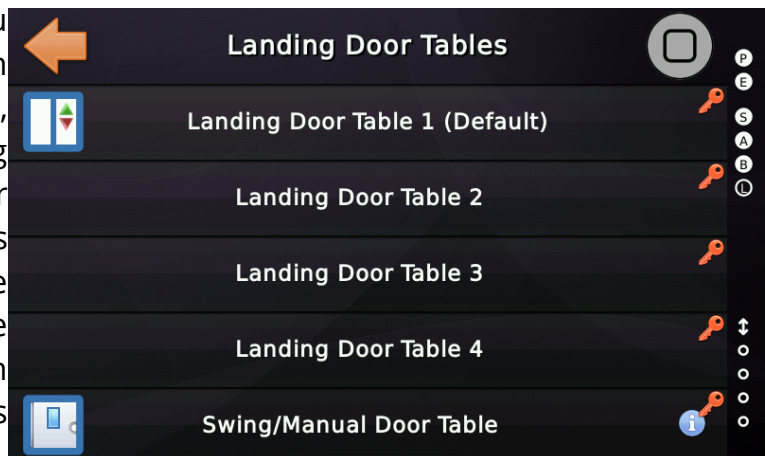 Landing Door Tables
Landing Door Table 1 (Default)
Landing Door Table 2
Landing Door Table 3
Landing Door Table 4
Swing/Manual Door Table
P
E
S
A
B
L